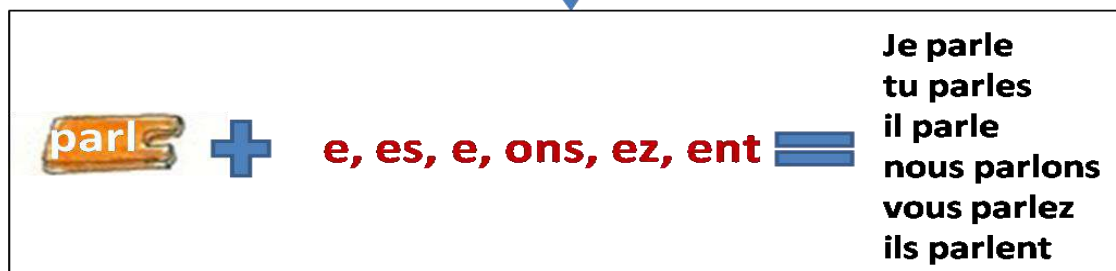 parl
e, es, e, ons, ez, ent
Je parle
tu parles
il parle
nous parlons
vous parlez
ils parlent